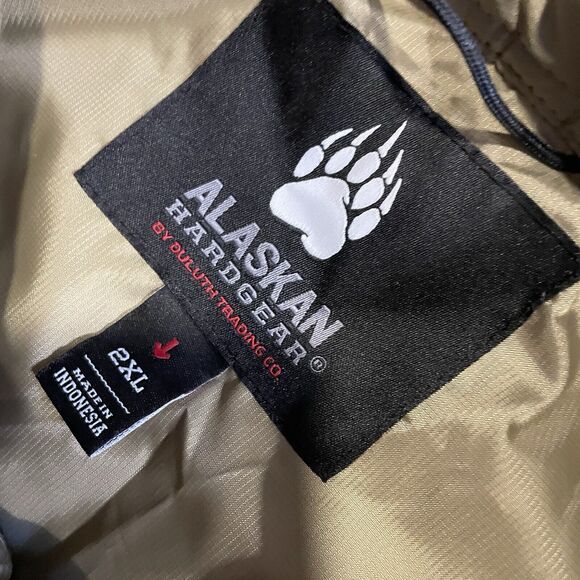 ALASKAN
HARDGEAR®
BY DULUTH TRADING CO.
2XL
MADE IN
INDONESIA